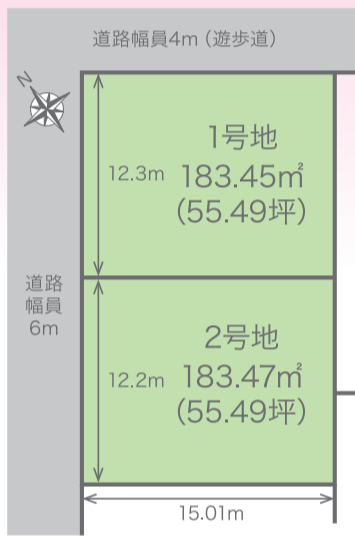 道路幅員4m（遊歩道）
N
1号地
12.3m
183.45㎡
(55.49坪)
道路
幅員
6m
2号地
12.2m
183.47㎡
(55.49坪)
15.01m